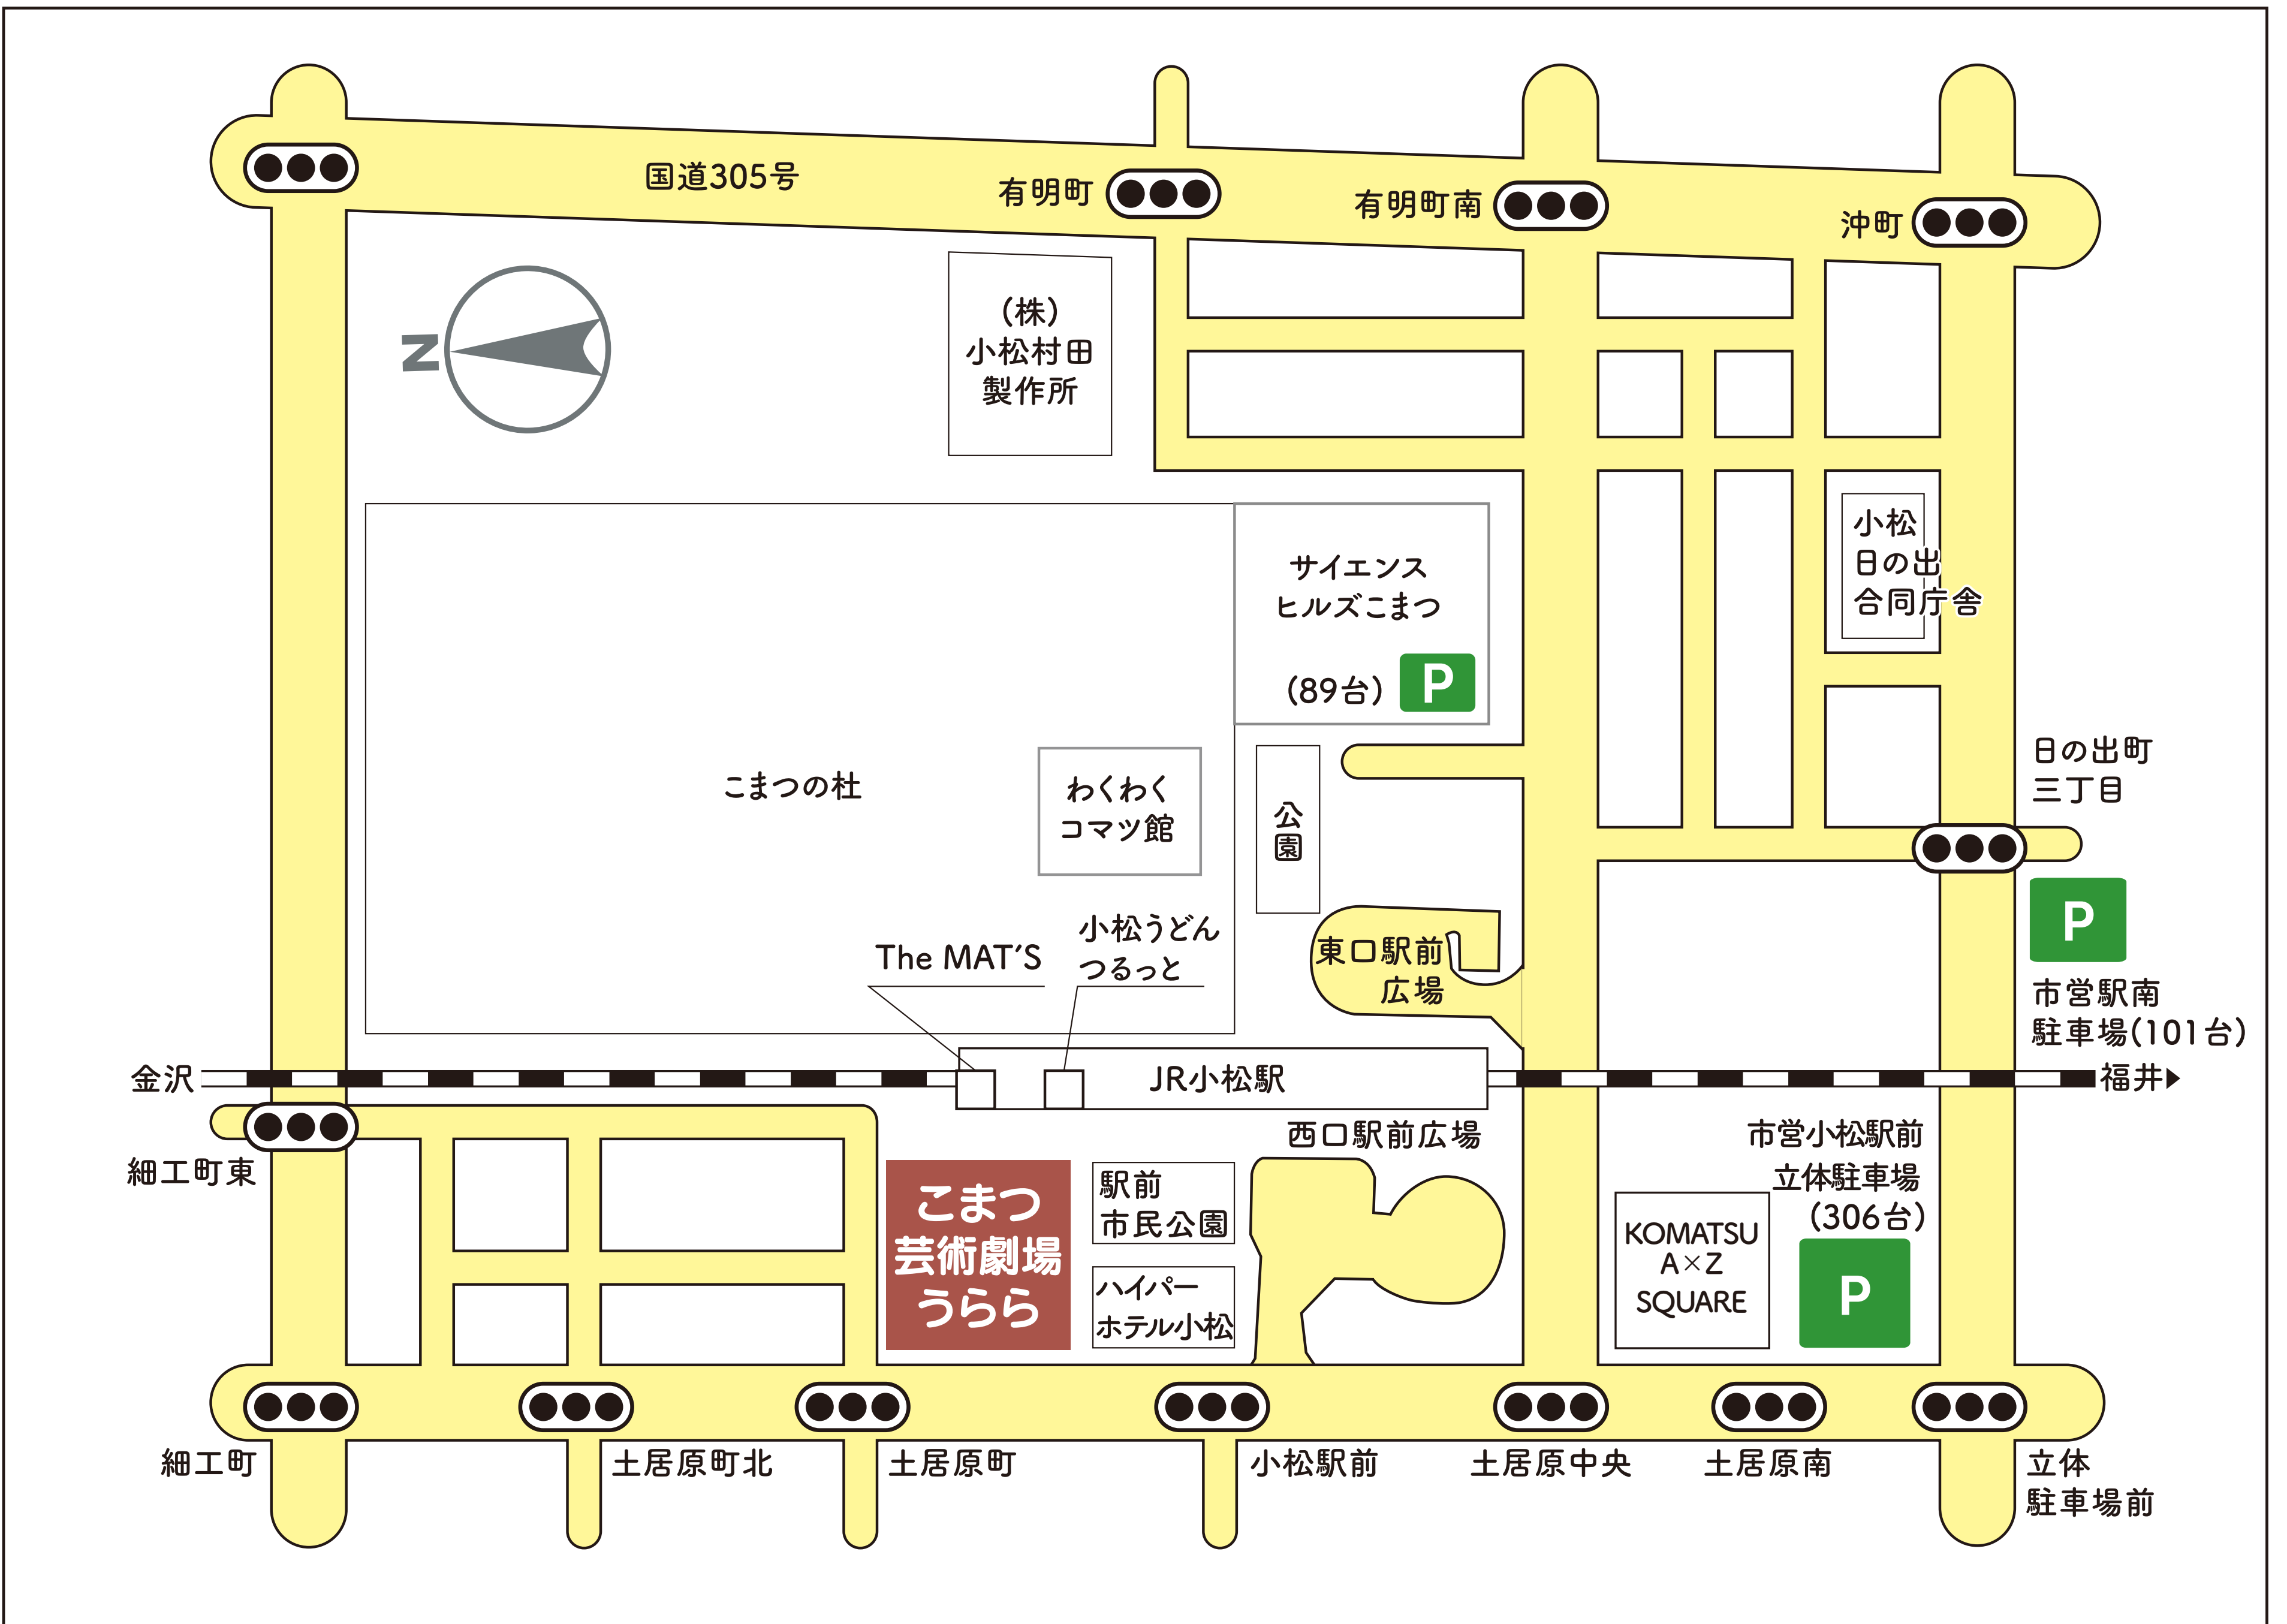 国道305号
有明町
有明町南
沖町
N
（株）
小松村田
製作所
サイエンス
ヒルズこまつ
（89台）
P
小松
日の出
合同庁舎
こまつの杜
わくわく
コマツ館
公園
日の出町
三丁目
P
市営駅南
駐車場(101台)
The MAT'S
小松うどん
つるっと
東口駅前
広場
金沢
JR小松駅
福井▶
細工町東
西口駅前広場
市営小松駅前
立体駐車場
（306台）
P
こまつ
芸術劇場
うらら
駅前
市民公園
ハイパー
ホテル小松
KOMATSU
A×Z
SQUARE
細工町
土居原町北
土居原町
小松駅前
土居原中央
土居原南
立体
駐車場前